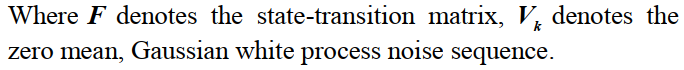 Where F denotes the state-transition matrix, Vₖ denotes the
zero mean, Gaussian white process noise sequence.